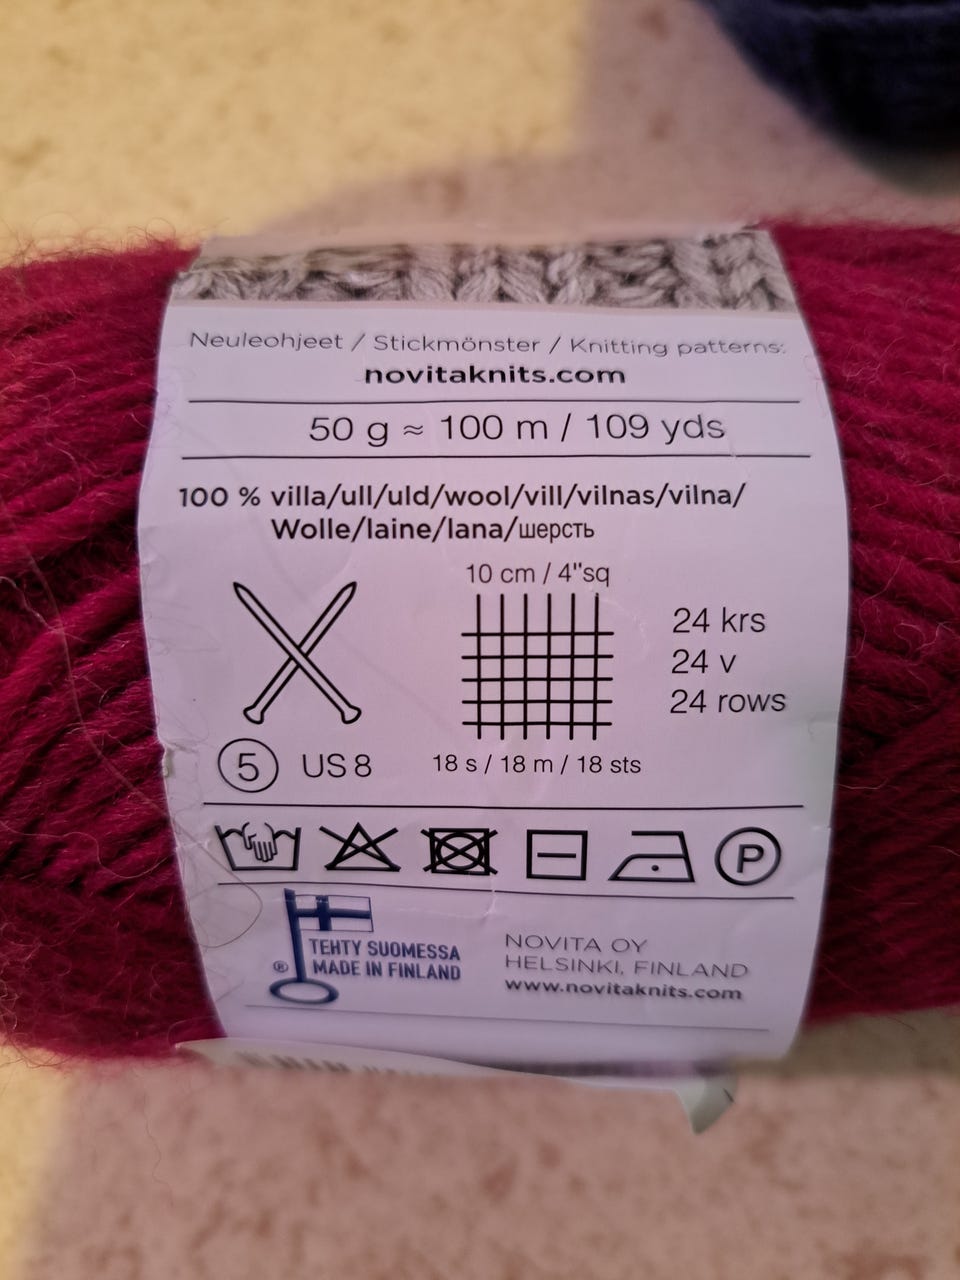 Neuleohjeet / Stickmönster / Knitting patterns:
novitaknits.com
50 g ≈ 100 m / 109 yds
100 % villa/ull/uld/wool/vill/vilnas/vilna/
Wolle/laine/lana/шерсть
10 cm / 4"sq
24 krs
24 v
24 rows
5 US 8
18 s / 18 m / 18 sts
P
TEHTY SUOMESSA
® MADE IN FINLAND
NOVITA OY
HELSINKI, FINLAND
www.novitaknits.com